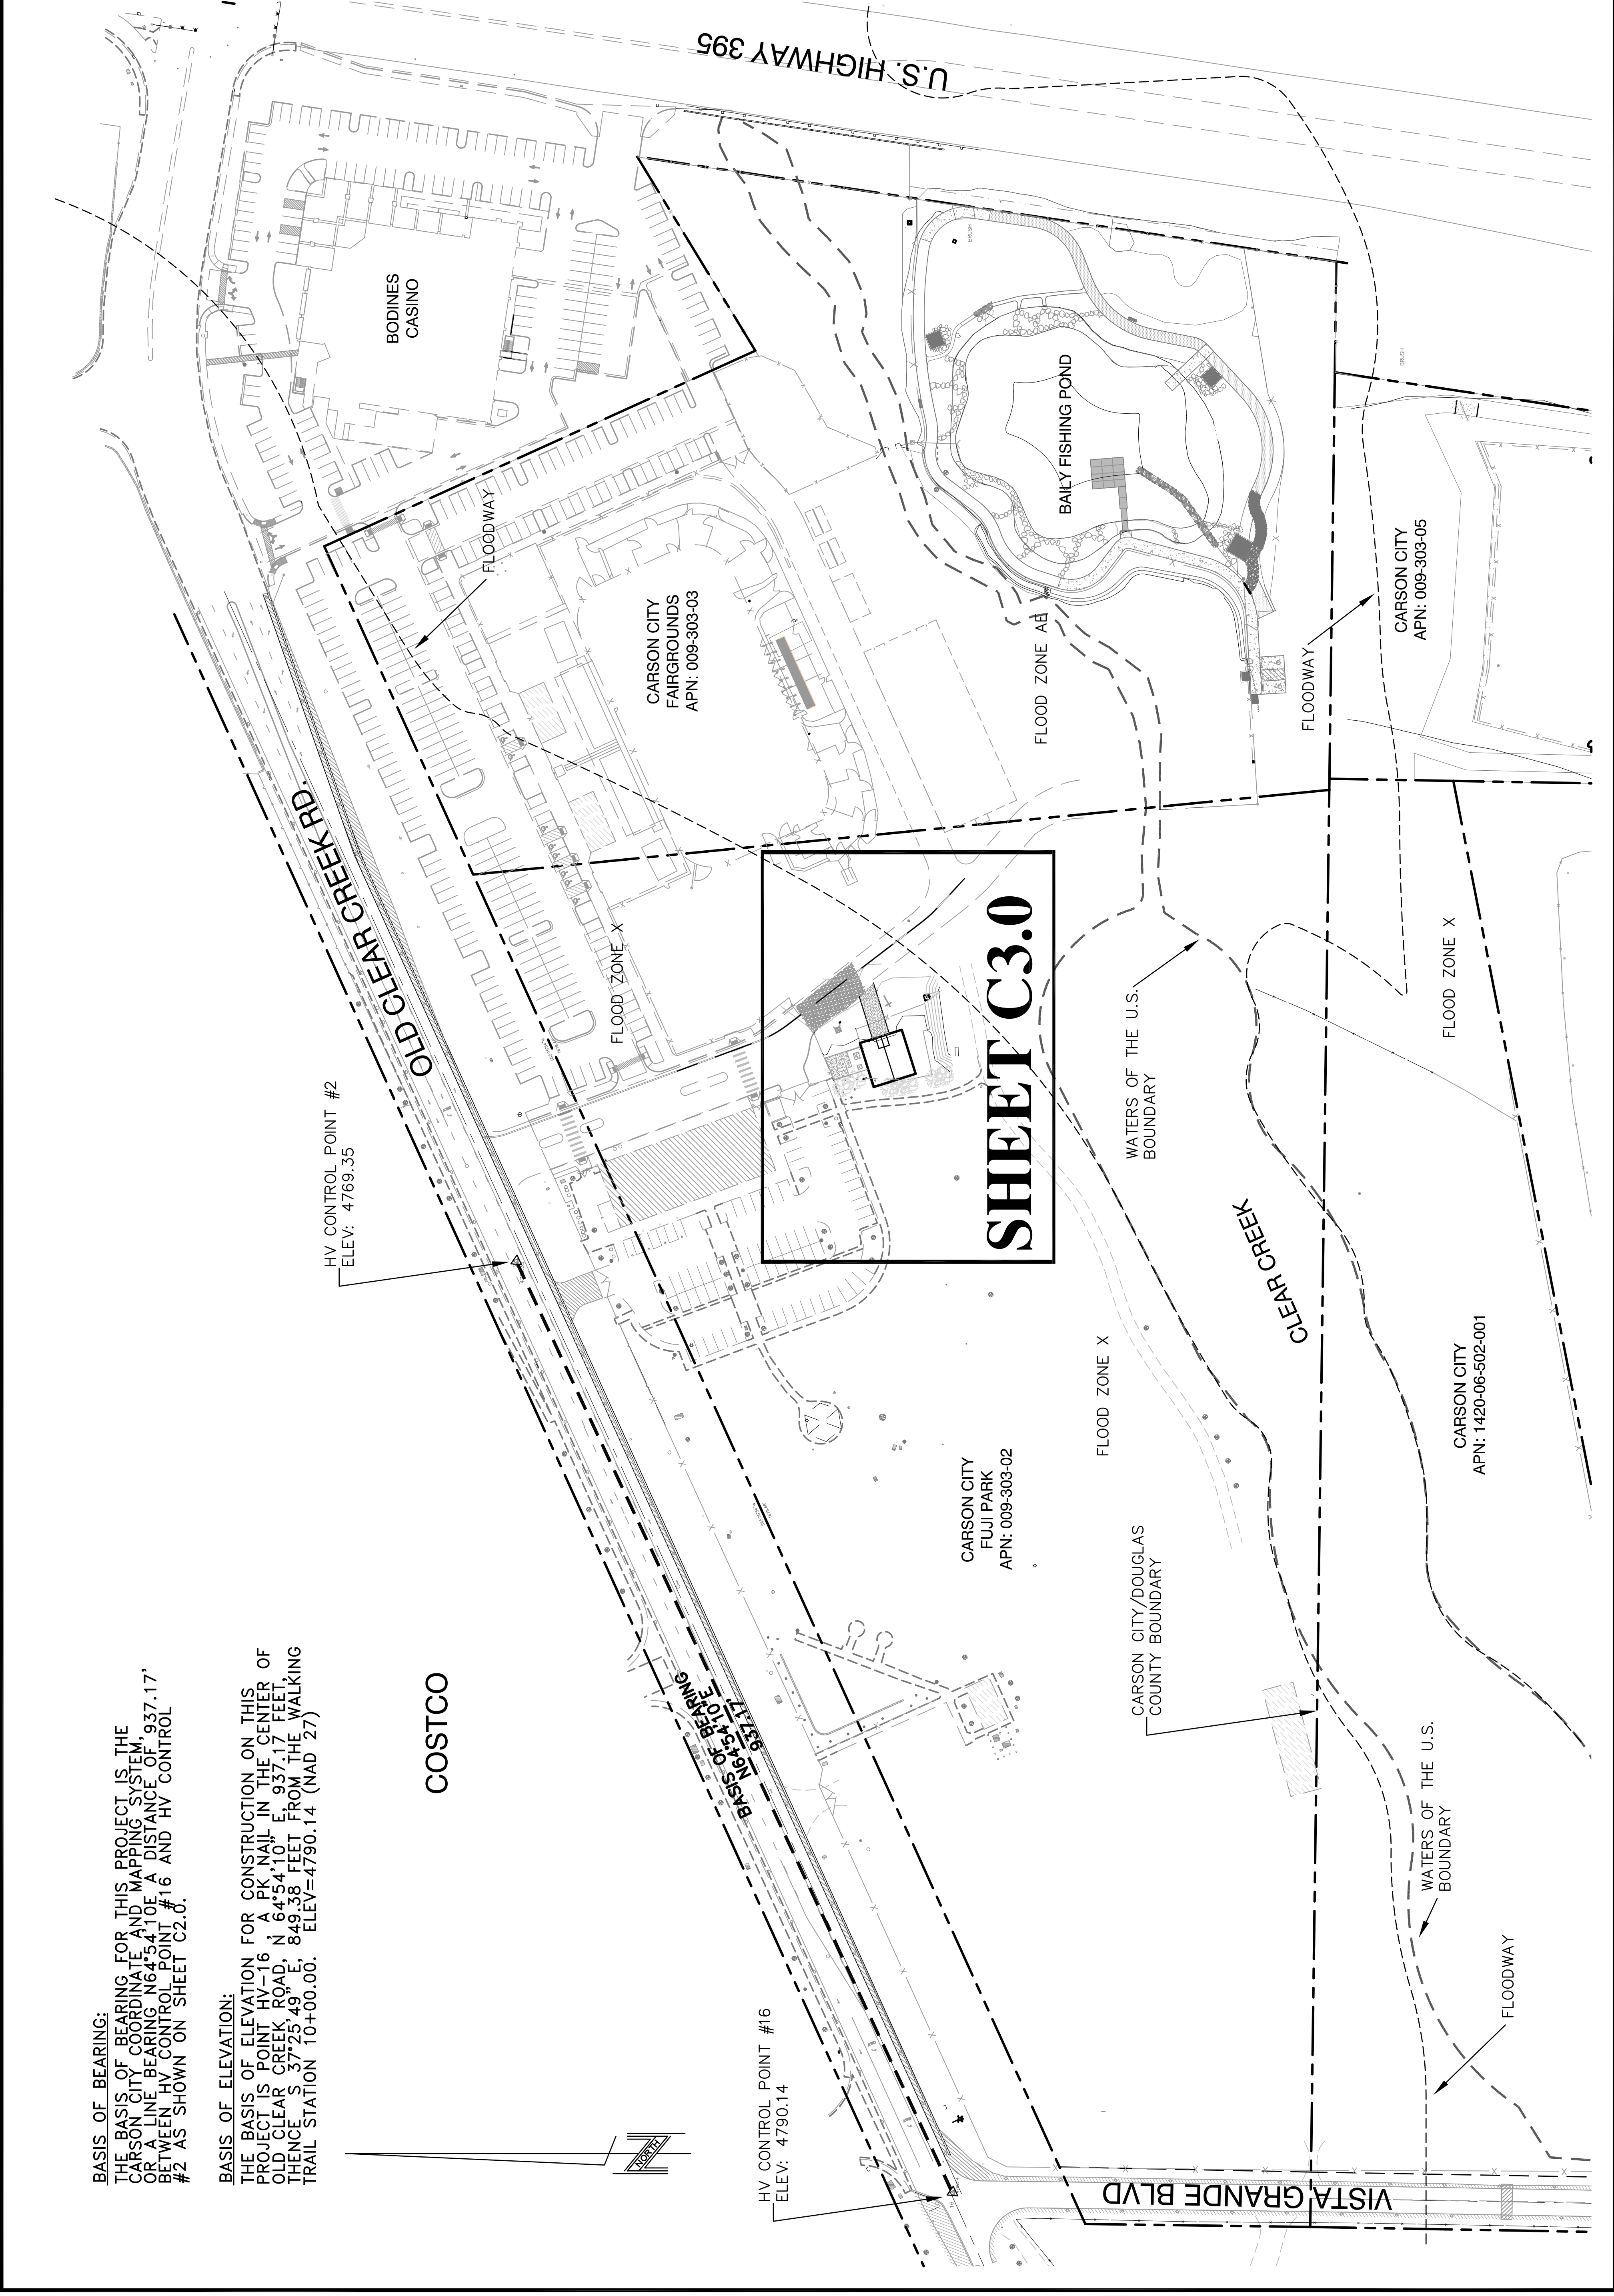 BASIS OF BEARING:
THE BASIS OF BEARING FOR THIS PROJECT IS THE
CARSON CITY COORDINATE AND MAPPING SYSTEM,
OR A LINE BEARING N64°54'10E A DISTANCE OF 937.17'
BETWEEN HV CONTROL POINT #16 AND HV CONTROL
#2 AS SHOWN ON SHEET C2.0.
BASIS OF ELEVATION:
THE BASIS OF ELEVATION FOR CONSTRUCTION ON THIS
PROJECT IS POINT HV-16 , A PK NAIL IN THE CENTER OF
OLD CLEAR CREEK ROAD, N 64°54'10" E, 937.17 FEET,
THENCE S 37°25'49" E, 849.38 FEET FROM THE WALKING
TRAIL STATION 10+00.00. ELEV=4790.14 (NAD 27)
NORTH
COSTCO
HV CONTROL POINT #2
ELEV: 4769.35
OLD CLEAR CREEK RD.
BODINES
CASINO
U.S. HIGHWAY 395
FLOODWAY
CARSON CITY
FAIRGROUNDS
APN: 009-303-03
FLOOD ZONE X
BRUSH
BAILY FISHING POND
FLOOD ZONE AE
SHEET C3.0
BASIS OF BEARING
N64°54'10"E
937.17'
HV CONTROL POINT #16
ELEV: 4790.14
CARSON CITY
FUJI PARK
APN: 009-303-02
FLOOD ZONE X
WATERS OF THE U.S.
BOUNDARY
CLEAR CREEK
FLOODWAY
CARSON CITY
APN: 009-303-05
BRUSH
FLOOD ZONE X
CARSON CITY/DOUGLAS
COUNTY BOUNDARY
CARSON CITY
APN: 1420-06-502-001
WATERS OF THE U.S.
BOUNDARY
FLOODWAY
VISTA GRANDE BLVD